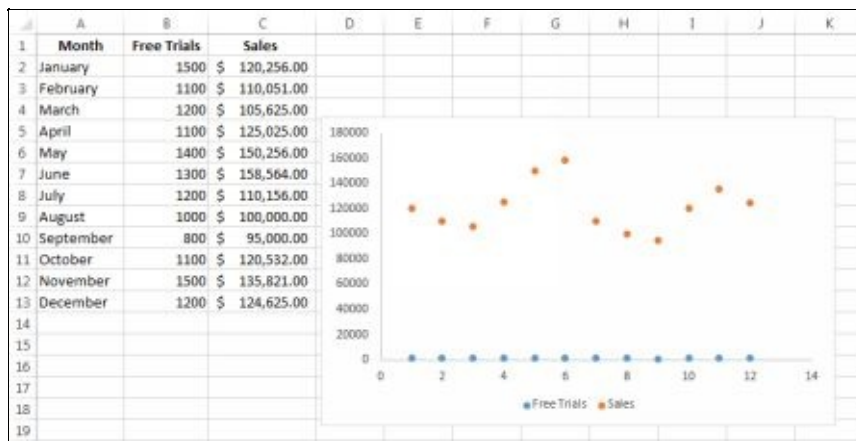 A B C D E F G H I J K
1 Month Free Trials Sales
2 January 1500 $ 120,256.00
3 February 1100 $ 110,051.00
4 March 1200 $ 105,625.00
5 April 1100 $ 125,025.00
6 May 1400 $ 150,256.00
7 June 1300 $ 158,564.00
8 July 1200 $ 110,156.00
9 August 1000 $ 100,000.00
10 September 800 $ 95,000.00
11 October 1100 $ 120,532.00
12 November 1500 $ 135,821.00
13 December 1200 $ 124,625.00
14
15
16
17
18
19
180000
160000
140000
120000
100000
80000
60000
40000
20000
0
0 2 4 6 8 10 12 14
Free Trials Sales